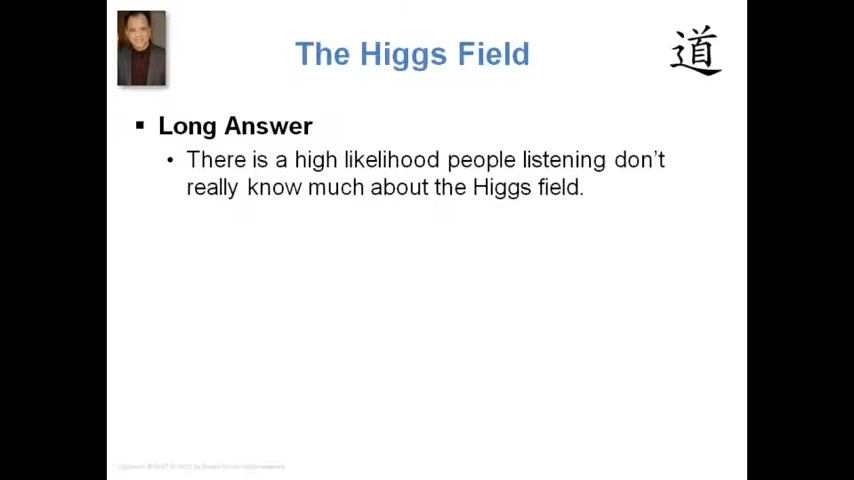 The Higgs Field
道
▪ Long Answer
• There is a high likelihood people listening don't
really know much about the Higgs field.